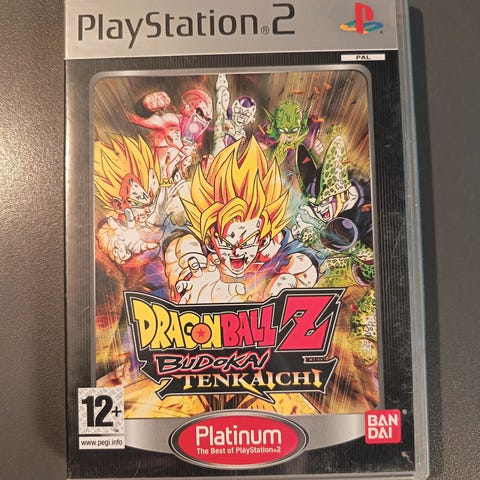 PlayStation®2
PAL
DRAGON BALL Z
BUDOKAI
TENKAICHI
12+
www.pegi.info
Platinum
The Best of PlayStation®2
BAN
DAI